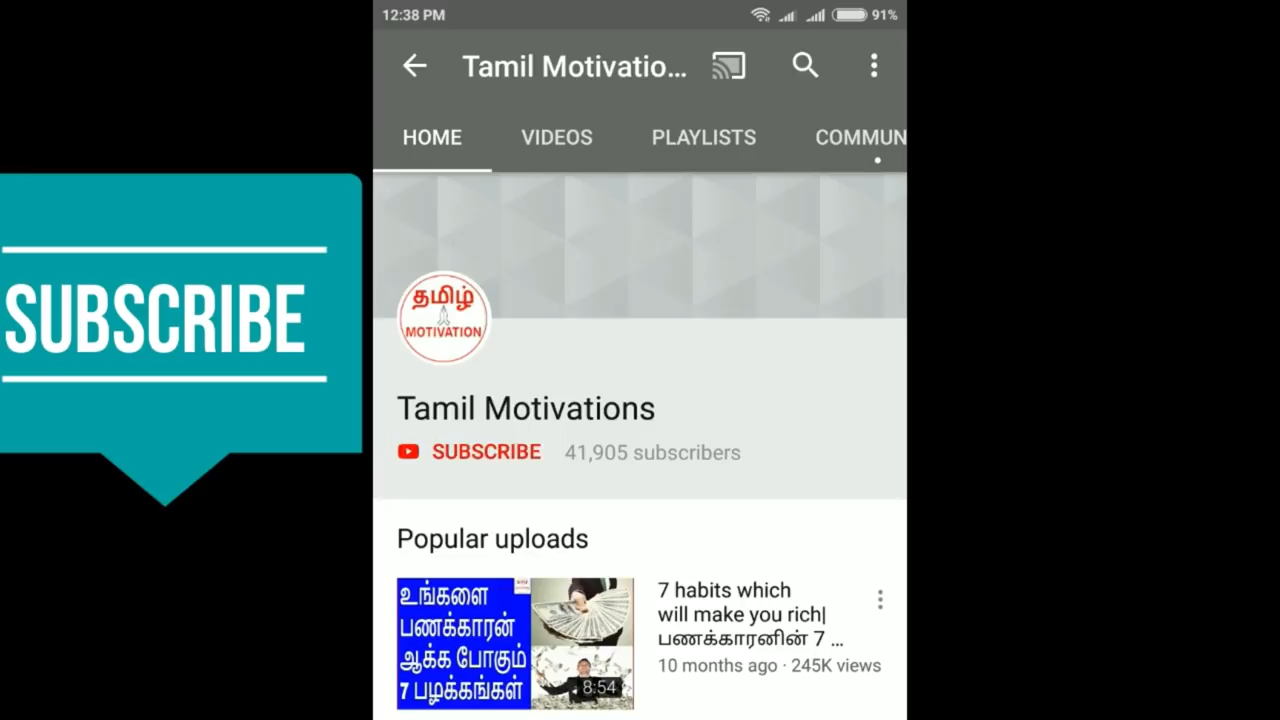 12:38 PM
91%
Tamil Motivatio...
HOME
VIDEOS
PLAYLISTS
COMMUN
SUBSCRIBE
தமிழ்
MOTIVATION
Tamil Motivations
SUBSCRIBE
41,905 subscribers
Popular uploads
உங்களை
பணக்காரன்
ஆக்க போகும்
7 பழக்கங்கள்
8:54
7 habits which
will make you rich|
பணக்காரனின் 7 ...
10 months ago · 245K views